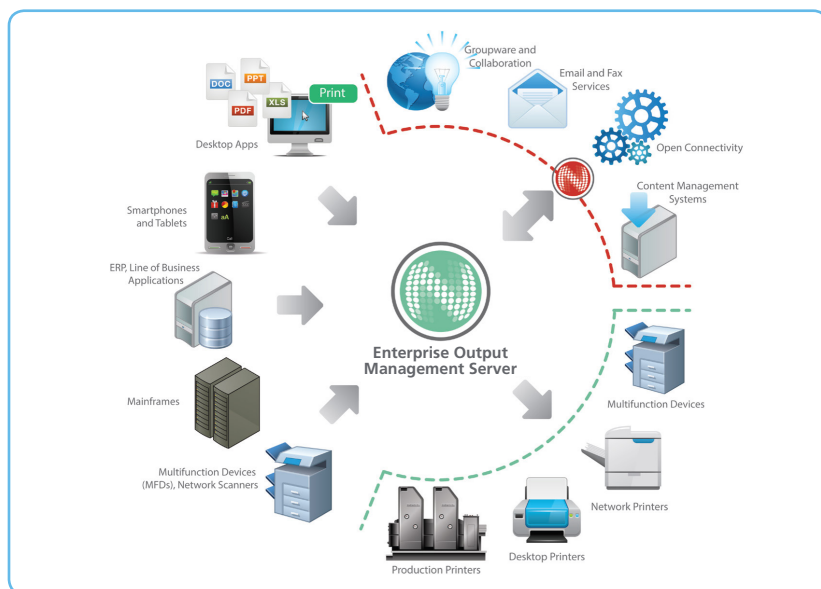 Groupware and
Collaboration
Email and Fax
Services
DOC
PPT
PDF
XLS
Print
Desktop Apps
Open Connectivity
Content Management
Systems
Smartphones
and Tablets
aA
ERP, Line of Business
Applications
Enterprise Output
Management Server
Mainframes
Multifunction Devices
Multifunction Devices
(MFDs), Network Scanners
Network Printers
Desktop Printers
Production Printers